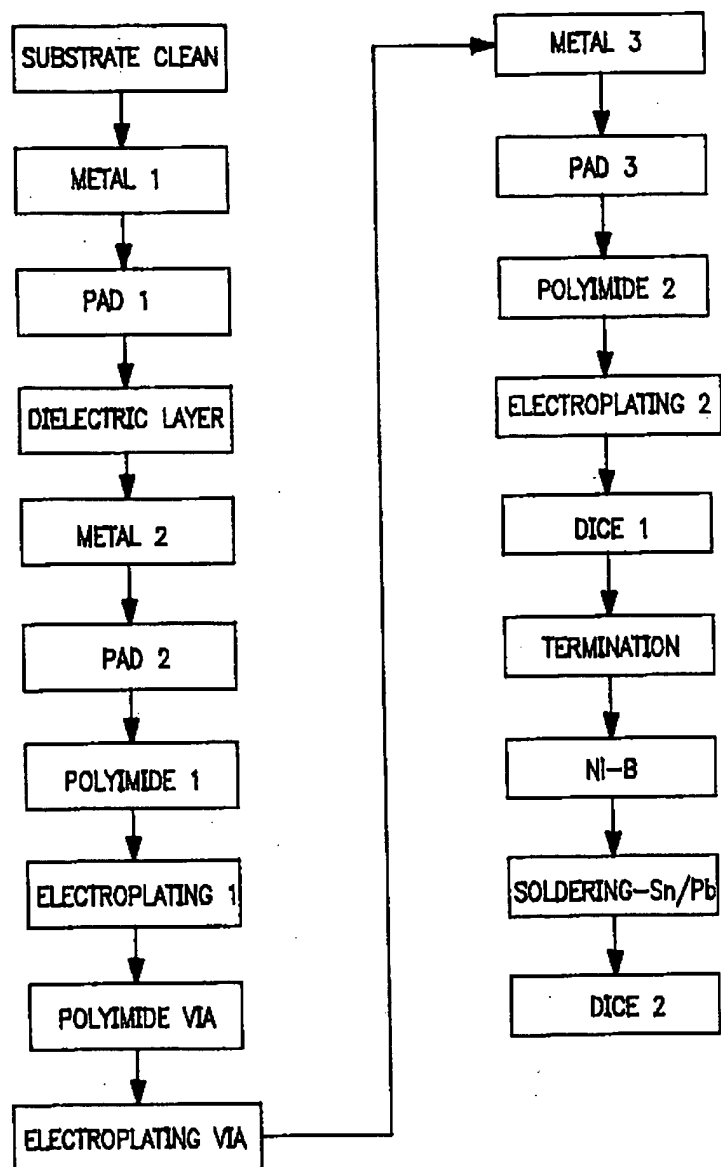 SUBSTRATE CLEAN
METAL 1
PAD 1
DIELECTRIC LAYER
METAL 2
PAD 2
POLYIMIDE 1
ELECTROPLATING 1
POLYIMIDE VIA
ELECTROPLATING VIA
METAL 3
PAD 3
POLYIMIDE 2
ELECTROPLATING 2
DICE 1
TERMINATION
NI-B
SOLDERING-Sn/Pb
DICE 2